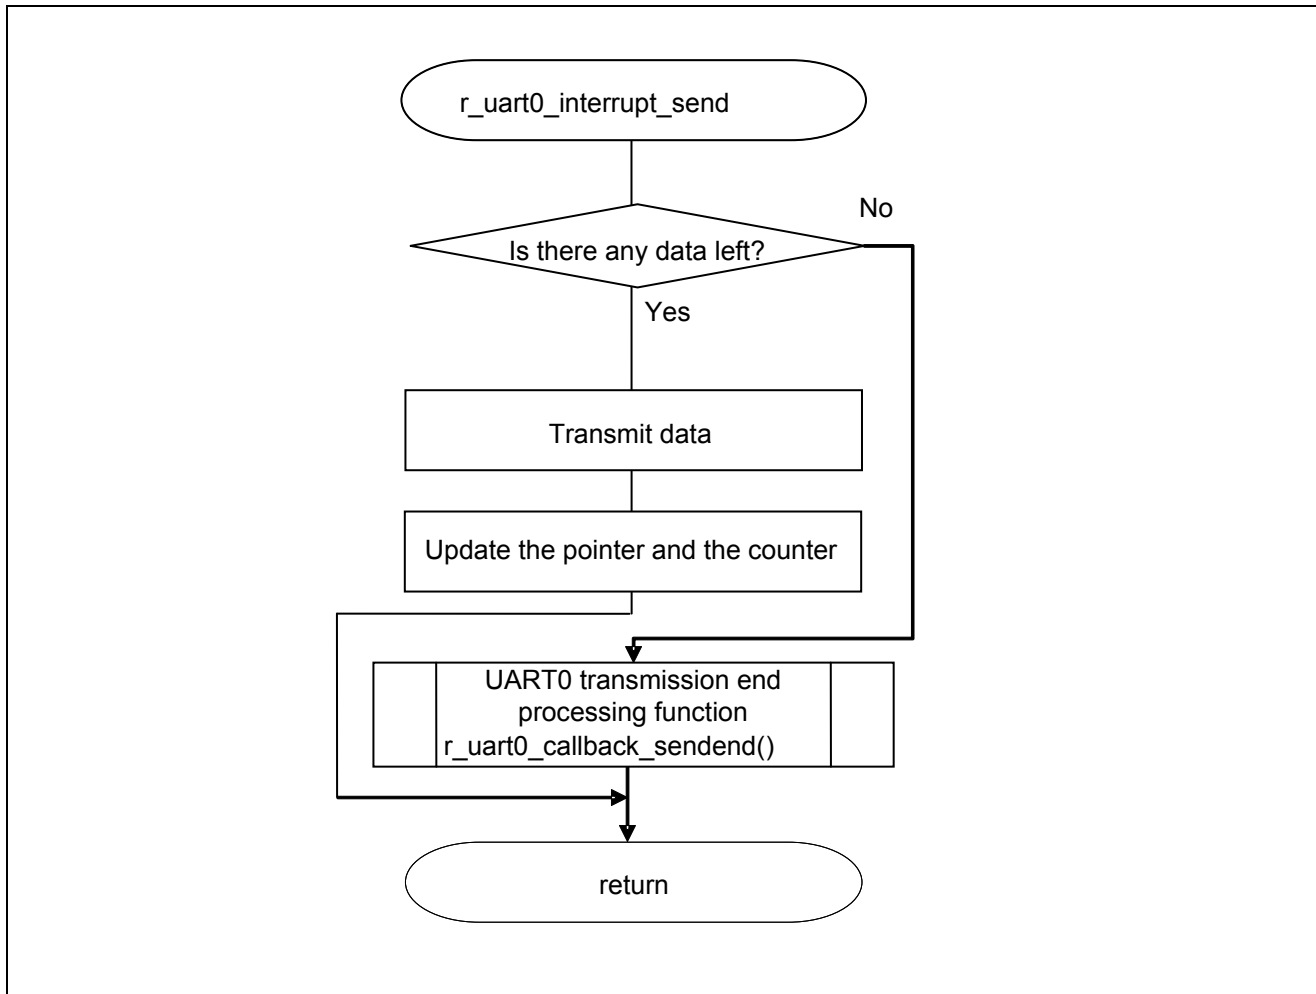 r_uart0_interrupt_send
No
Is there any data left?
Yes
Transmit data
Update the pointer and the counter
UART0 transmission end
processing function
r_uart0_callback_sendend()
return